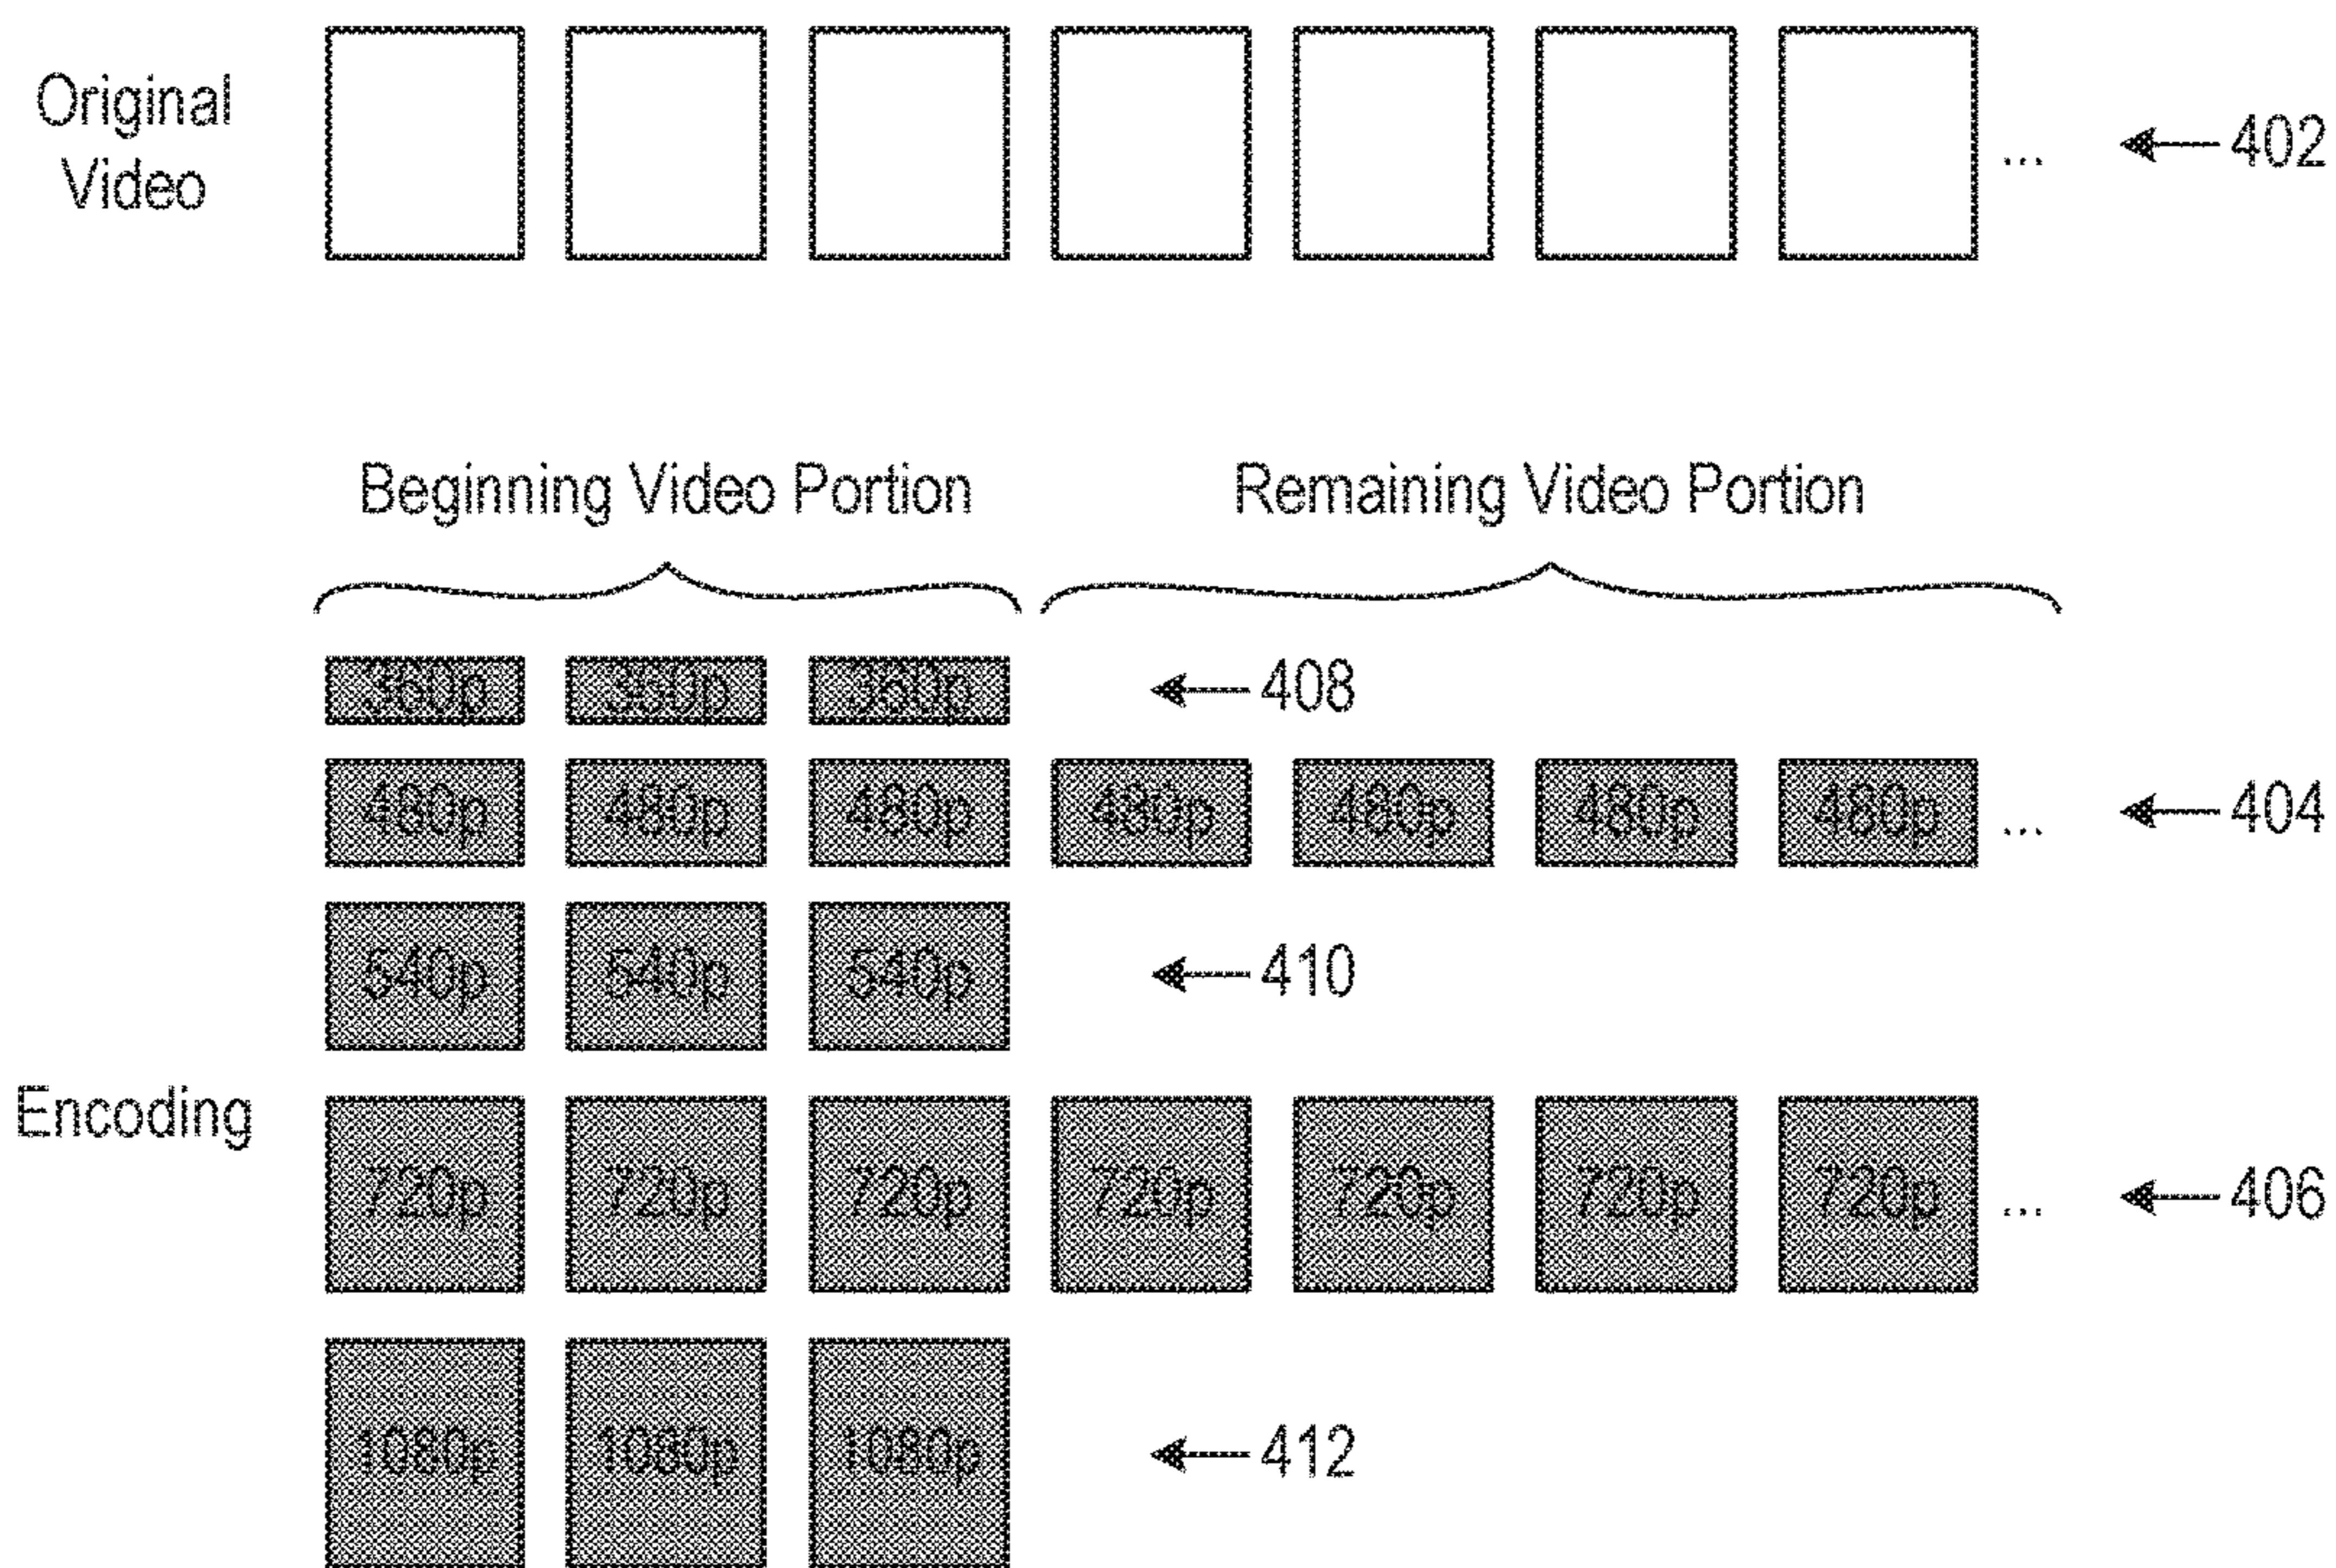 Original
Video
... 402
Beginning Video Portion Remaining Video Portion
360p 360p 360p 408
480p 480p 480p 480p 480p 480p 480p ... 404
540p 540p 540p 410
Encoding
720p 720p 720p 720p 720p 720p 720p ... 406
1080p 1080p 1080p 412